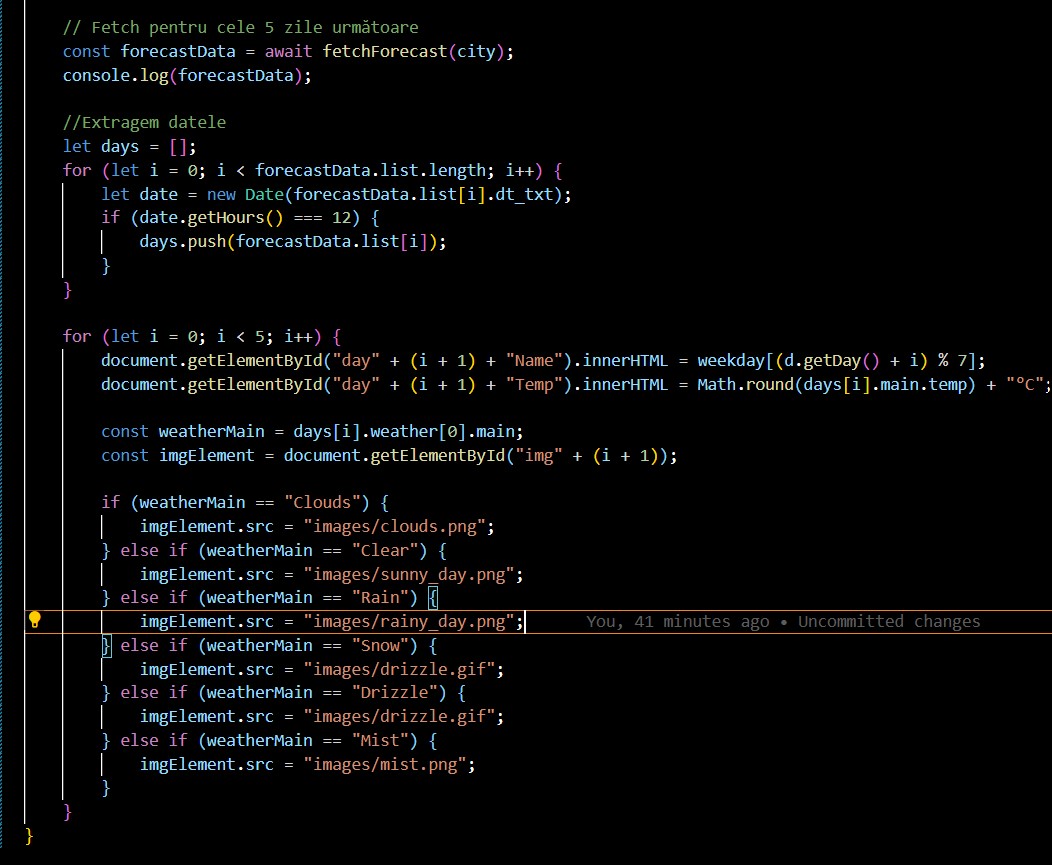 // Fetch pentru cele 5 zile următoare
const forecastData = await fetchForecast(city);
console.log(forecastData);

//Extragem datele
let days = [];
for (let i = 0; i < forecastData.list.length; i++) {
    let date = new Date(forecastData.list[i].dt_txt);
    if (date.getHours() === 12) {
        days.push(forecastData.list[i]);
    }
}

for (let i = 0; i < 5; i++) {
    document.getElementById("day" + (i + 1) + "Name").innerHTML = weekday[(d.getDay() + i) % 7];
    document.getElementById("day" + (i + 1) + "Temp").innerHTML = Math.round(days[i].main.temp) + "°C";

    const weatherMain = days[i].weather[0].main;
    const imgElement = document.getElementById("img" + (i + 1));

    if (weatherMain == "Clouds") {
        imgElement.src = "images/clouds.png";
    } else if (weatherMain == "Clear") {
        imgElement.src = "images/sunny_day.png";
    } else if (weatherMain == "Rain") {
        imgElement.src = "images/rainy_day.png"; You, 41 minutes ago • Uncommitted changes
    } else if (weatherMain == "Snow") {
        imgElement.src = "images/drizzle.gif";
    } else if (weatherMain == "Drizzle") {
        imgElement.src = "images/drizzle.gif";
    } else if (weatherMain == "Mist") {
        imgElement.src = "images/mist.png";
    }
}
}